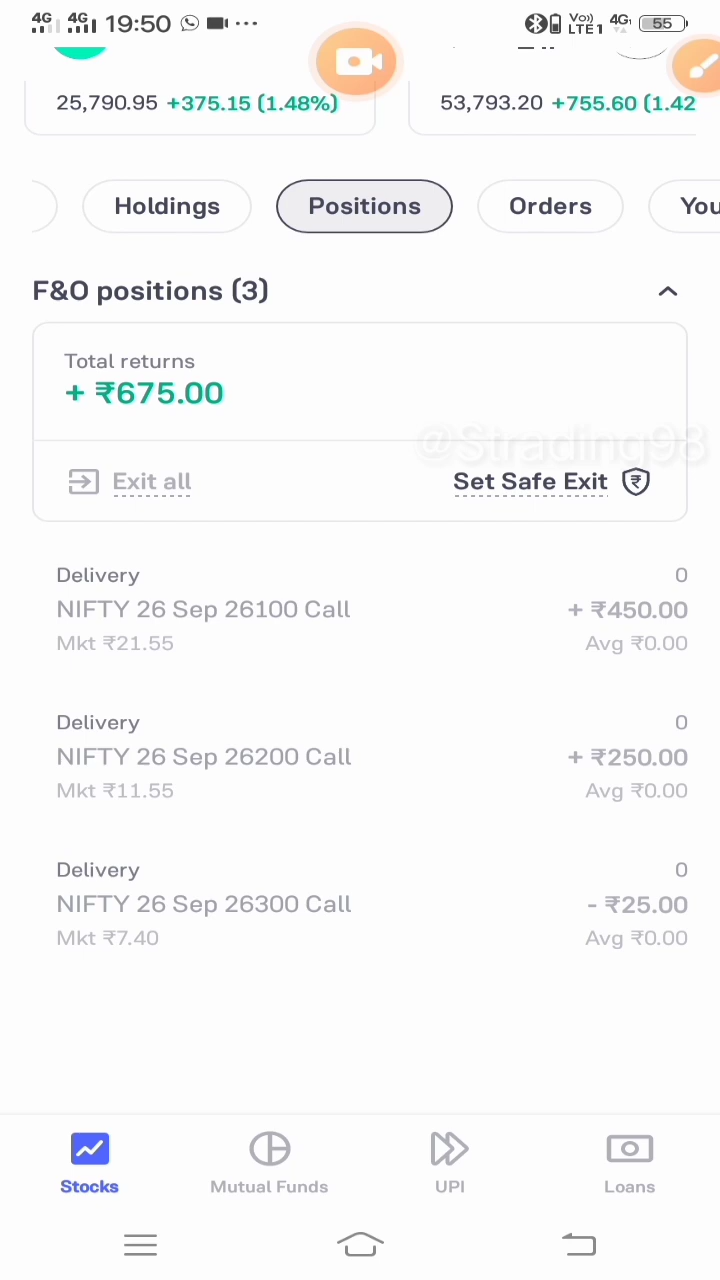 4G 4G 19:50 ... Vo)) LTE1 4G 55
25,790.95 +375.15 (1.48%) 53,793.20 +755.60 (1.42
Holdings Positions Orders You
F&O positions (3)
Total returns
+ ₹675.00
@Strading98
Exit all Set Safe Exit ₹
Delivery 0
NIFTY 26 Sep 26100 Call + ₹450.00
Mkt ₹21.55 Avg ₹0.00
Delivery 0
NIFTY 26 Sep 26200 Call + ₹250.00
Mkt ₹11.55 Avg ₹0.00
Delivery 0
NIFTY 26 Sep 26300 Call - ₹25.00
Mkt ₹7.40 Avg ₹0.00
Stocks Mutual Funds UPI Loans